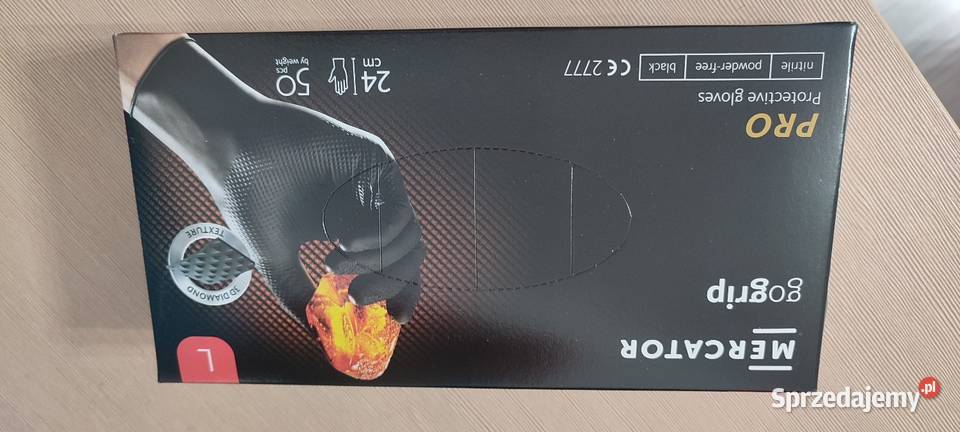 MERCATOR
gogrip
PRO
Protective gloves
nitrile | powder-free | black
CE 2777
24
cm
50
pcs
by weight
3D DIAMOND
TEXTURE
L
Sprzedajemy.pl